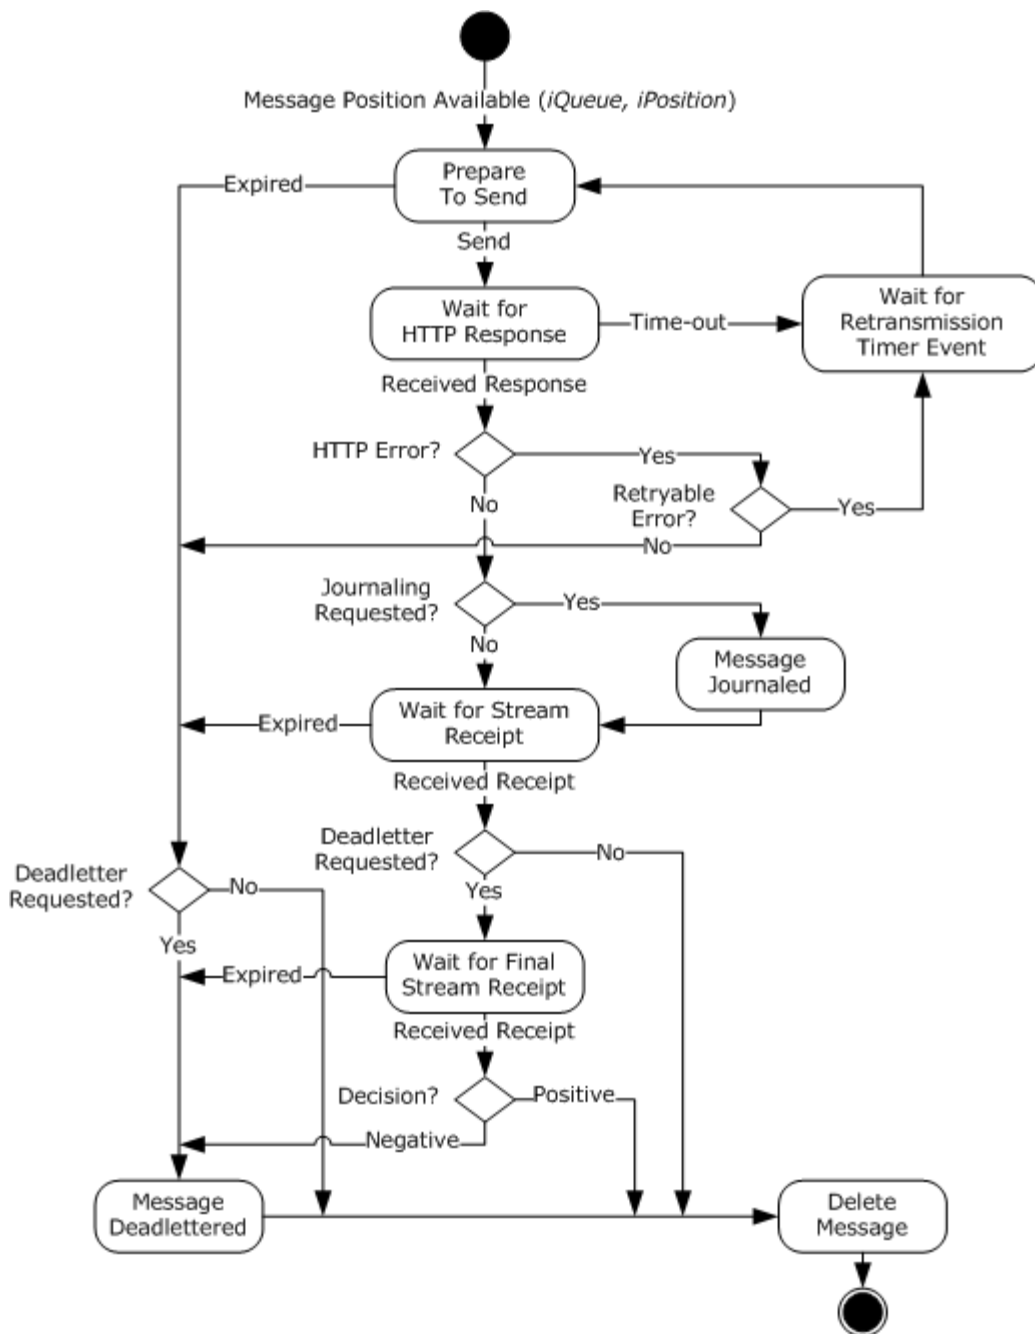 Message Position Available (iQueue, iPosition)
Expired
Prepare
To Send
Send
Wait for
HTTP Response
Time-out
Wait for
Retransmission
Timer Event
Received Response
HTTP Error?
Yes
No
Retryable
Error?
Yes
No
Journaling
Requested?
Yes
No
Message
Journaled
Expired
Wait for Stream
Receipt
Received Receipt
Deadletter
Requested?
No
Yes
Deadletter
Requested?
No
Yes
Expired
Wait for Final
Stream Receipt
Received Receipt
Decision?
Positive
Negative
Message
Deadlettered
Delete
Message